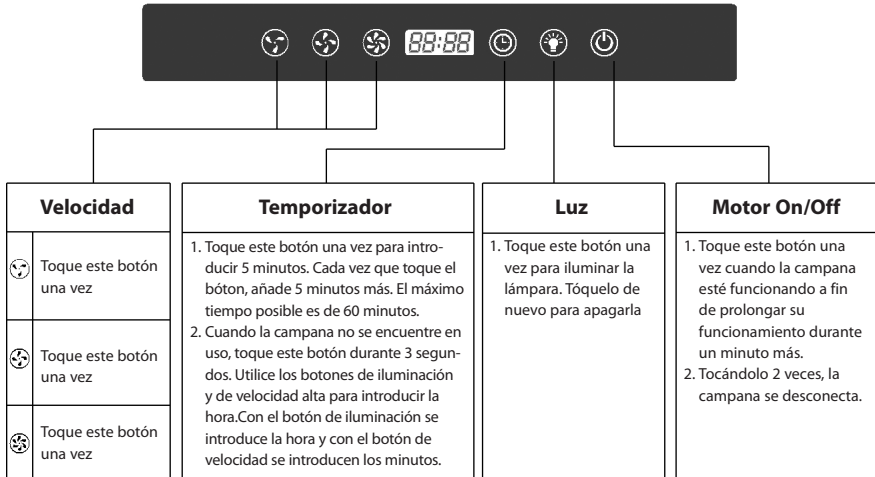 88:88
Velocidad
Toque este botón
una vez
Toque este botón
una vez
Toque este botón
una vez
Temporizador
1. Toque este botón una vez para intro-
ducir 5 minutos. Cada vez que toque el
bóton, añade 5 minutos más. El máximo
tiempo posible es de 60 minutos.
2. Cuando la campana no se encuentre en
uso, toque este botón durante 3 segun-
dos. Utilice los botones de iluminación
y de velocidad alta para introducir la
hora.Con el botón de iluminación se
introduce la hora y con el botón de
velocidad se introducen los minutos.
Luz
1. Toque este botón una
vez para iluminar la
lámpara. Tóquelo de
nuevo para apagarla
Motor On/Off
1. Toque este botón una
vez cuando la campana
esté funcionando a fin
de prolongar su
funcionamiento durante
un minuto más.
2. Tocándolo 2 veces, la
campana se desconecta.